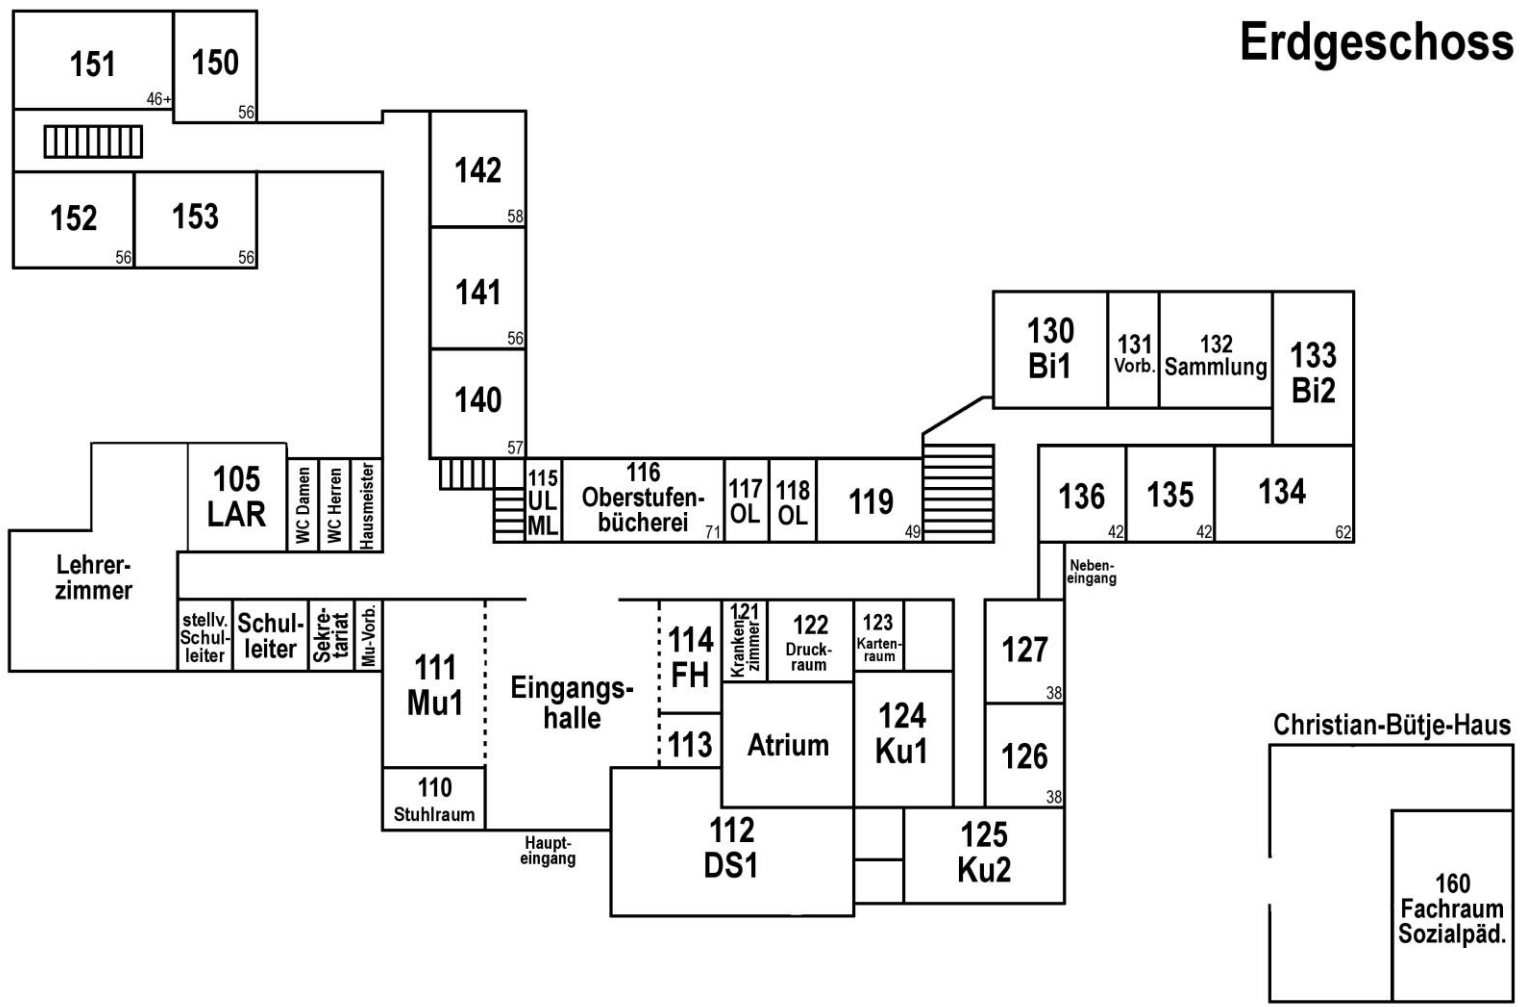 Erdgeschoss
151
46+
150
56
152
56
153
56
142
58
141
56
140
57
130
Bi1
131
Vorb.
132
Sammlung
133
Bi2
105
LAR
WC Damen
WC Herren
Hausmeister
115
UL
ML
116
Oberstufen-
bücherei
71
117
OL
118
OL
119
49
136
42
135
42
134
62
Lehrer-
zimmer
Neben-
eingang
stellv.
Schul-
leiter
Schul-
leiter
Sekre-
tariat
Mu-Vorb.
111
Mu1
Eingangs-
halle
114
FH
113
121
Kranken-
zimmer
122
Druck-
raum
123
Karten-
raum
127
38
126
38
124
Ku1
Atrium
110
Stuhlraum
Haupt-
eingang
112
DS1
125
Ku2
Christian-Bütje-Haus
160
Fachraum
Sozialpäd.